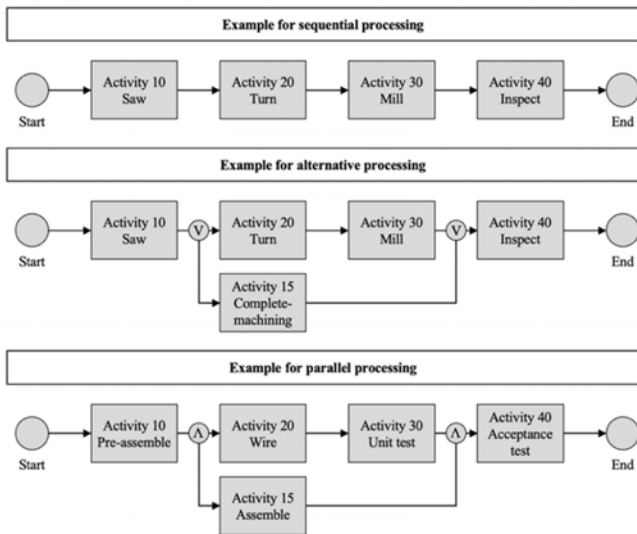 Example for sequential processing
Activity 10
Saw
Activity 20
Turn
Activity 30
Mill
Activity 40
Inspect
Start
End
Example for alternative processing
Activity 10
Saw
V
Activity 20
Turn
Activity 30
Mill
V
Activity 40
Inspect
Start
End
Activity 15
Complete-
machining
Example for parallel processing
Activity 10
Pre-assemble
Λ
Activity 20
Wire
Activity 30
Unit test
Λ
Activity 40
Acceptance
test
Start
End
Activity 15
Assemble